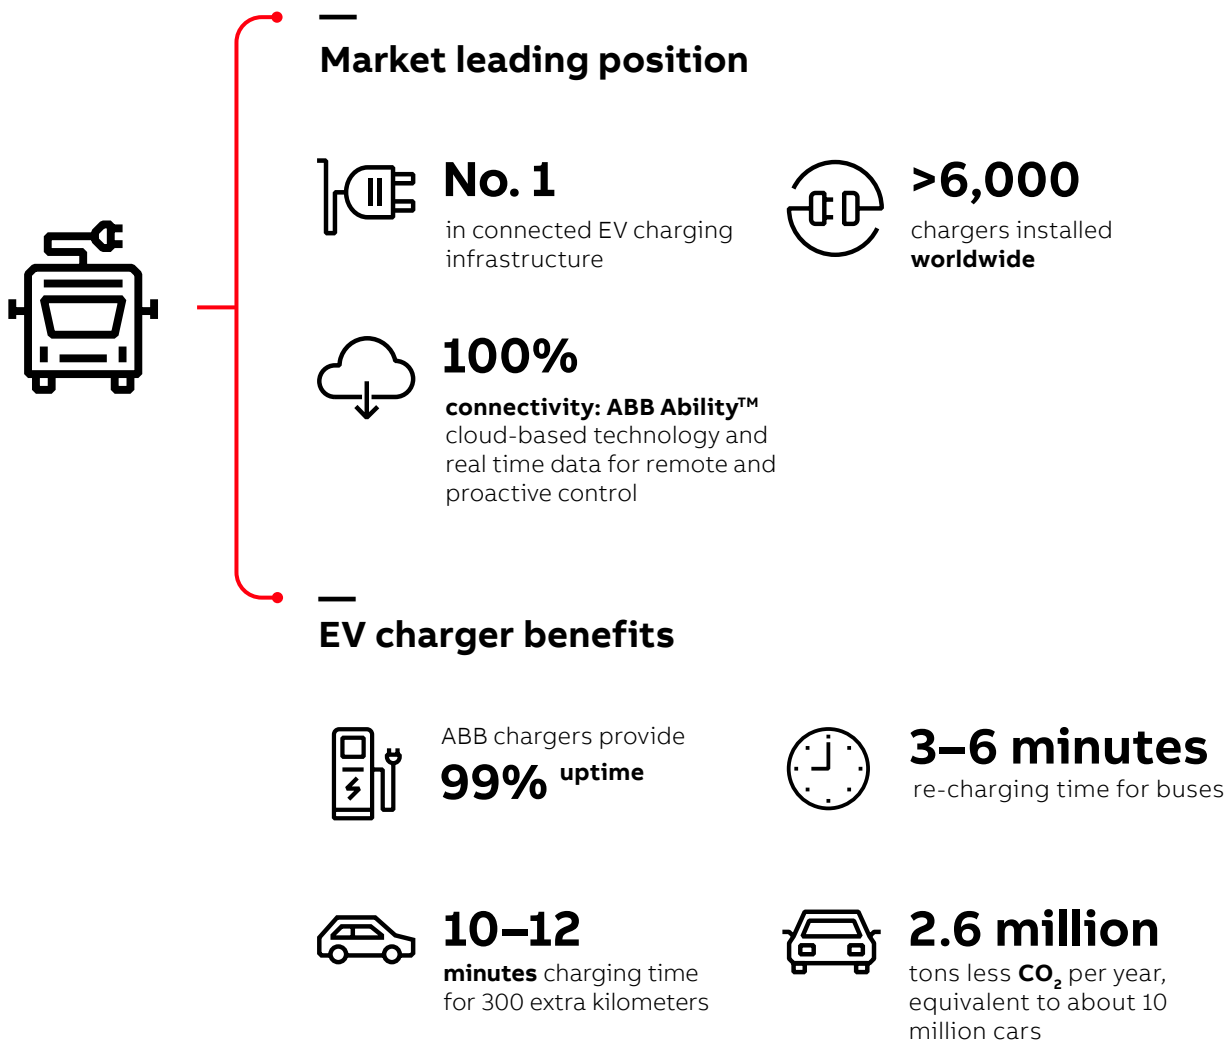 Market leading position
No. 1
in connected EV charging
infrastructure
>6,000
chargers installed
worldwide
100%
connectivity: ABB Ability™
cloud-based technology and
real time data for remote and
proactive control
EV charger benefits
ABB chargers provide
99% uptime
3–6 minutes
re-charging time for buses
10–12
minutes charging time
for 300 extra kilometers
2.6 million
tons less CO₂ per year,
equivalent to about 10
million cars